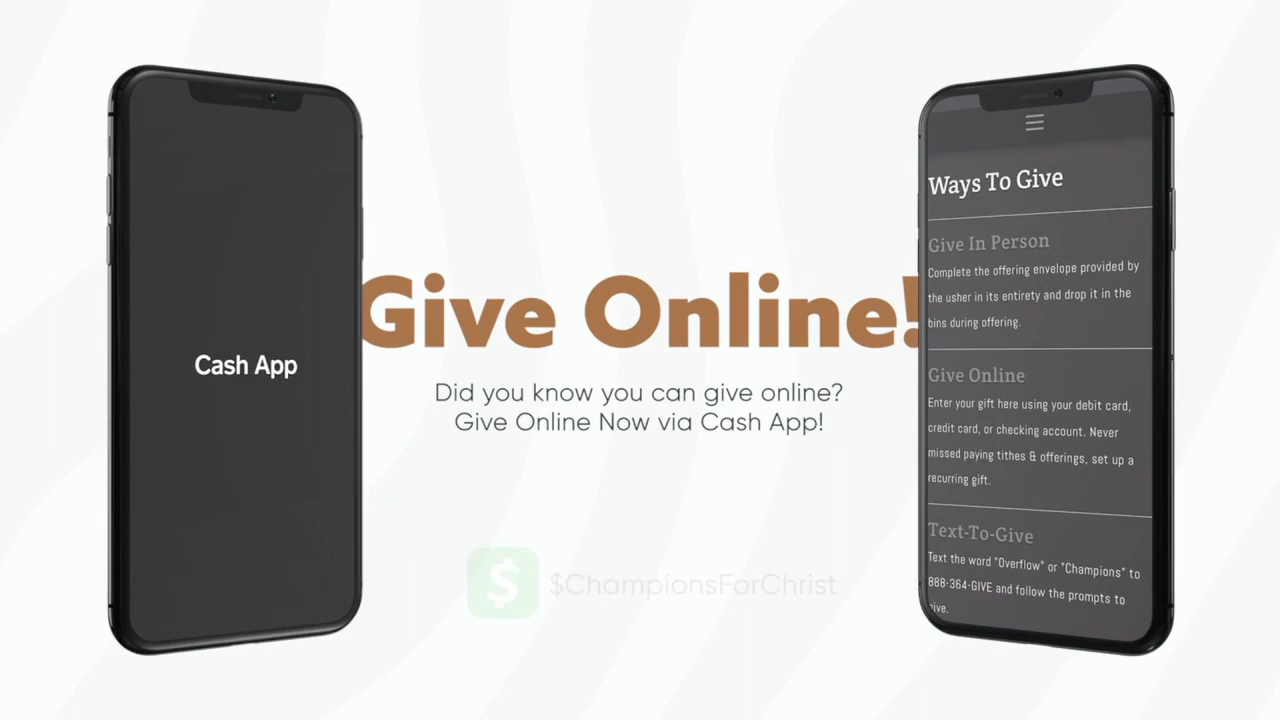 Cash App
Give Online!
Did you know you can give online?
Give Online Now via Cash App!
$
$ChampionsForChrist
Ways To Give
Give In Person
Complete the offering envelope provided by
the usher in its entirety and drop it in the
bins during offering.
Give Online
Enter your gift here using your debit card,
credit card, or checking account. Never
missed paying tithes & offerings, set up a
recurring gift.
Text-To-Give
Text the word "Overflow" or "Champions" to
888-364-GIVE and follow the prompts to
give.